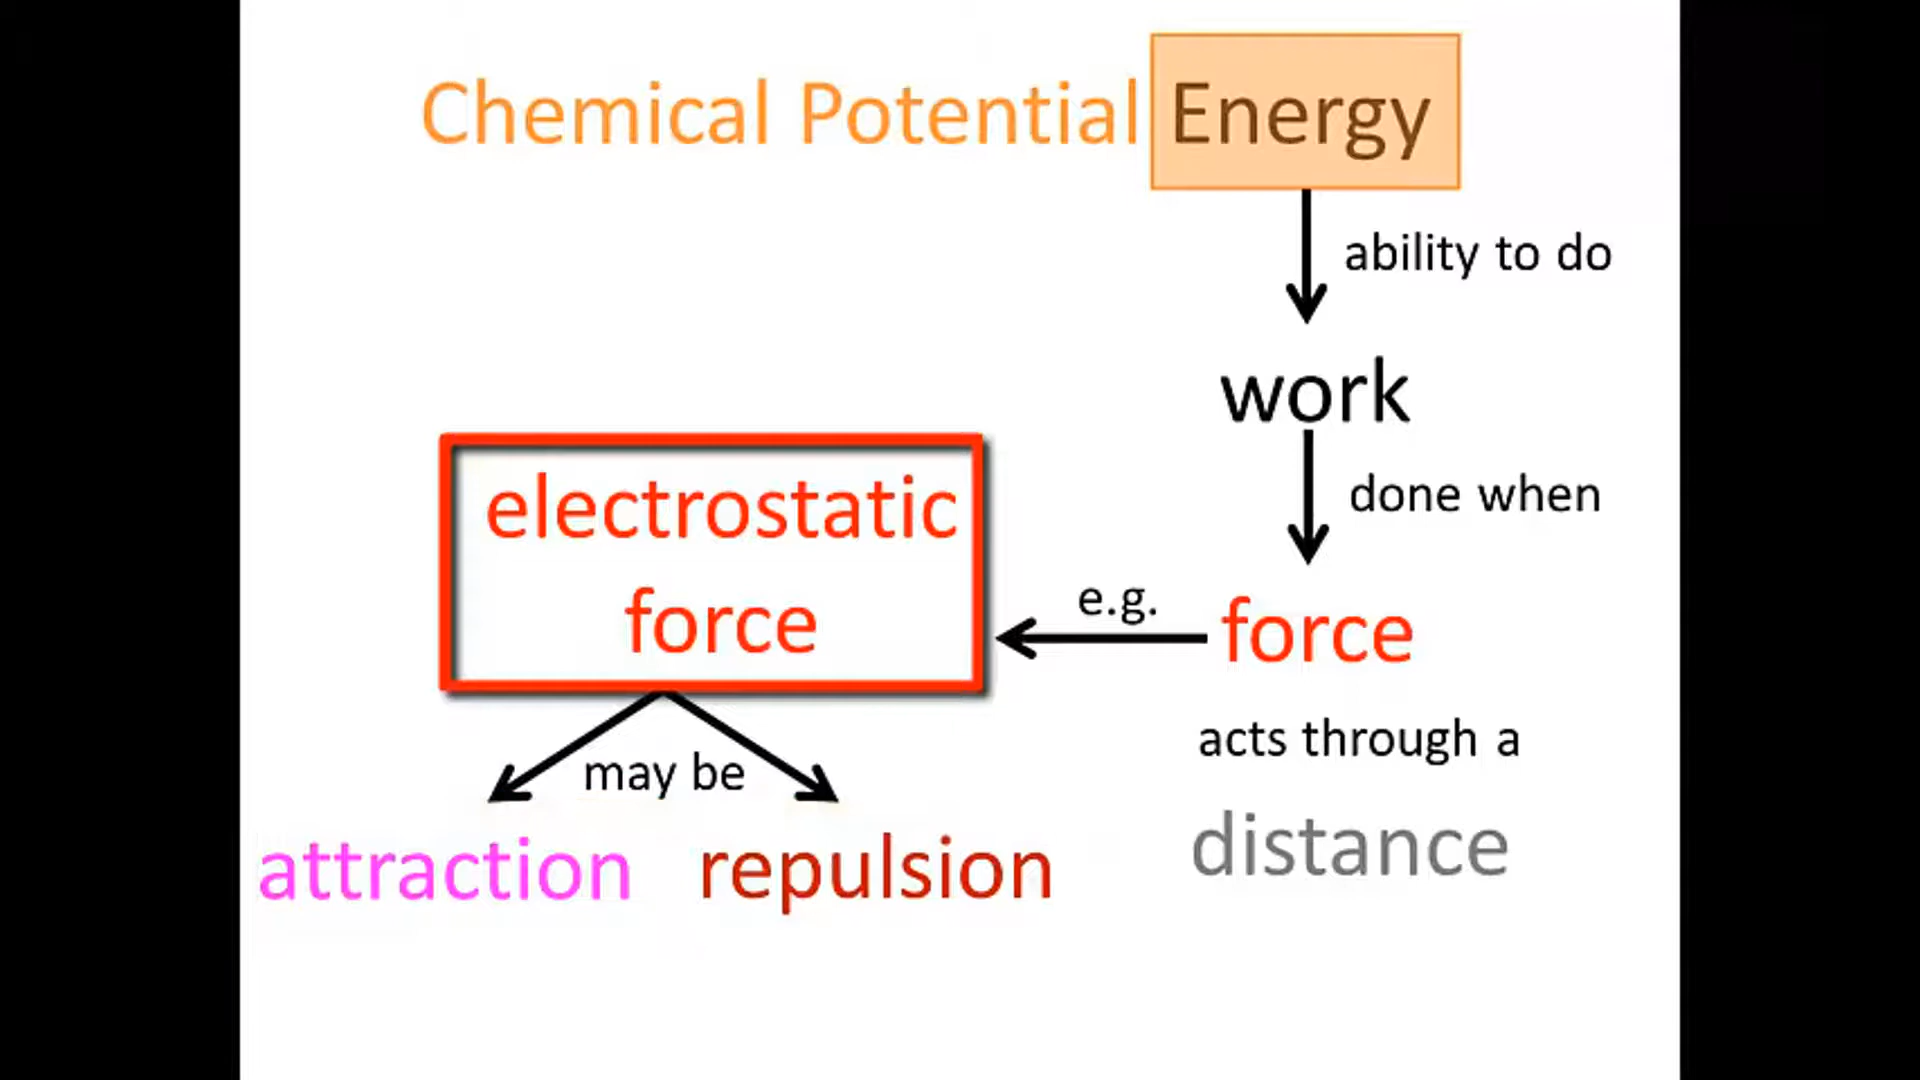 Chemical Potential Energy
ability to do
work
done when
force
e.g.
electrostatic
force
may be
attraction repulsion
acts through a
distance